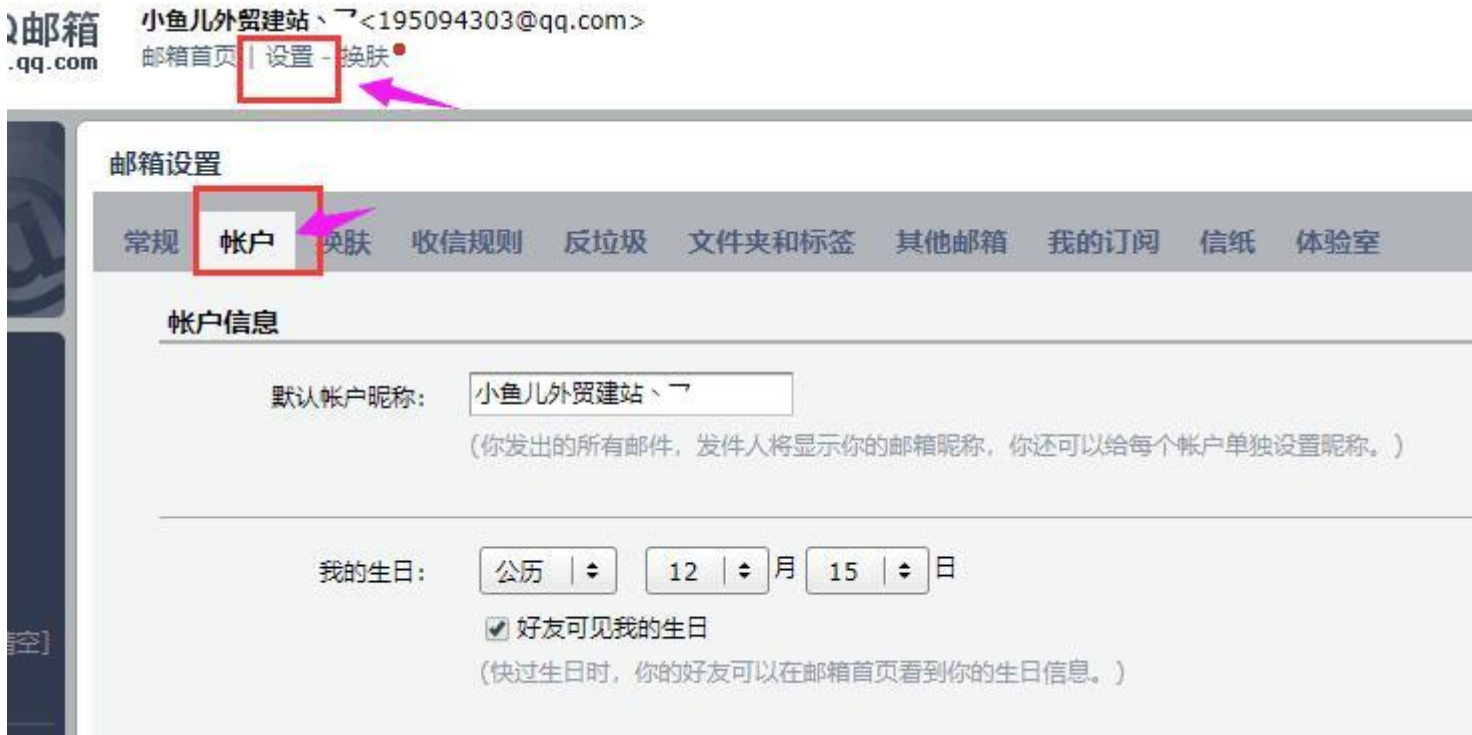 邮箱
小鱼儿外贸建站丶乛<195094303@qq.com>
.qq.com
邮箱首页 | 设置 - 换肤
邮箱设置
常规 帐户 换肤 收信规则 反垃圾 文件夹和标签 其他邮箱 我的订阅 信纸 体验室
帐户信息
默认帐户昵称: 小鱼儿外贸建站丶乛
(你发出的所有邮件, 发件人将显示你的邮箱昵称, 你还可以给每个帐户单独设置昵称。)
我的生日: 公历 12 月 15 日
好友可见我的生日
空]
(快过生日时, 你的好友可以在邮箱首页看到你的生日信息。)